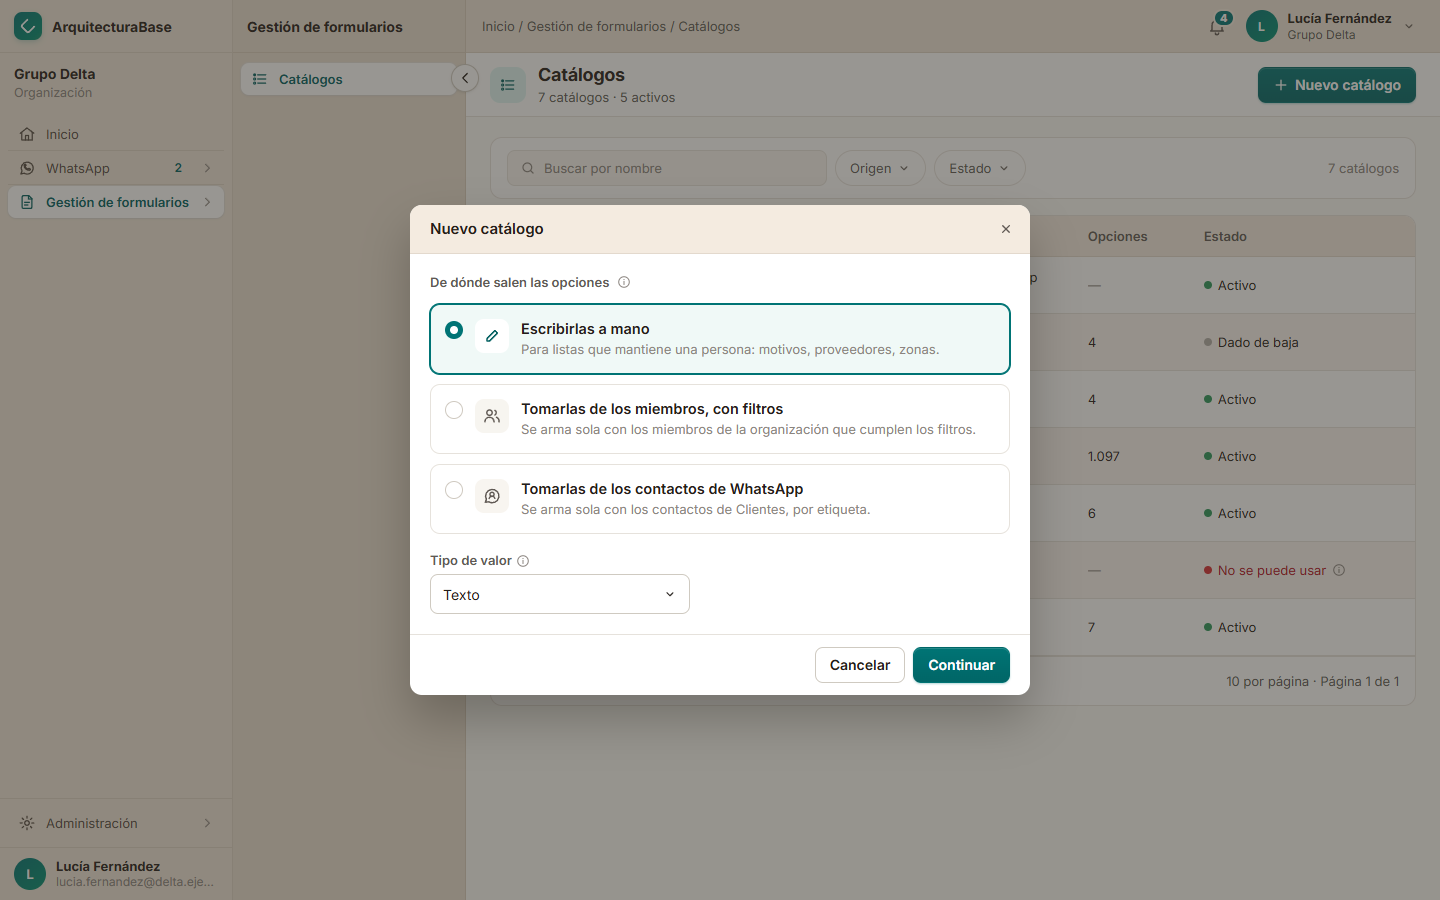 ArquitecturaBase
Gestión de formularios
Inicio / Gestión de formularios / Catálogos
4
L
Lucía Fernández
Grupo Delta
Grupo Delta
Organización
Inicio
WhatsApp 2
Gestión de formularios
Catálogos
Catálogos
7 catálogos · 5 activos
Nuevo catálogo
Buscar por nombre
Origen
Estado
7 catálogos
Opciones Estado
p
— Activo
4 Dado de baja
4 Activo
1.097 Activo
6 Activo
— No se puede usar
7 Activo
10 por página · Página 1 de 1
Nuevo catálogo
De dónde salen las opciones
Escribirlas a mano
Para listas que mantiene una persona: motivos, proveedores, zonas.
Tomarlas de los miembros, con filtros
Se arma sola con los miembros de la organización que cumplen los filtros.
Tomarlas de los contactos de WhatsApp
Se arma sola con los contactos de Clientes, por etiqueta.
Tipo de valor
Texto
Cancelar
Continuar
Administración
L
Lucía Fernández
lucia.fernandez@delta.eje...